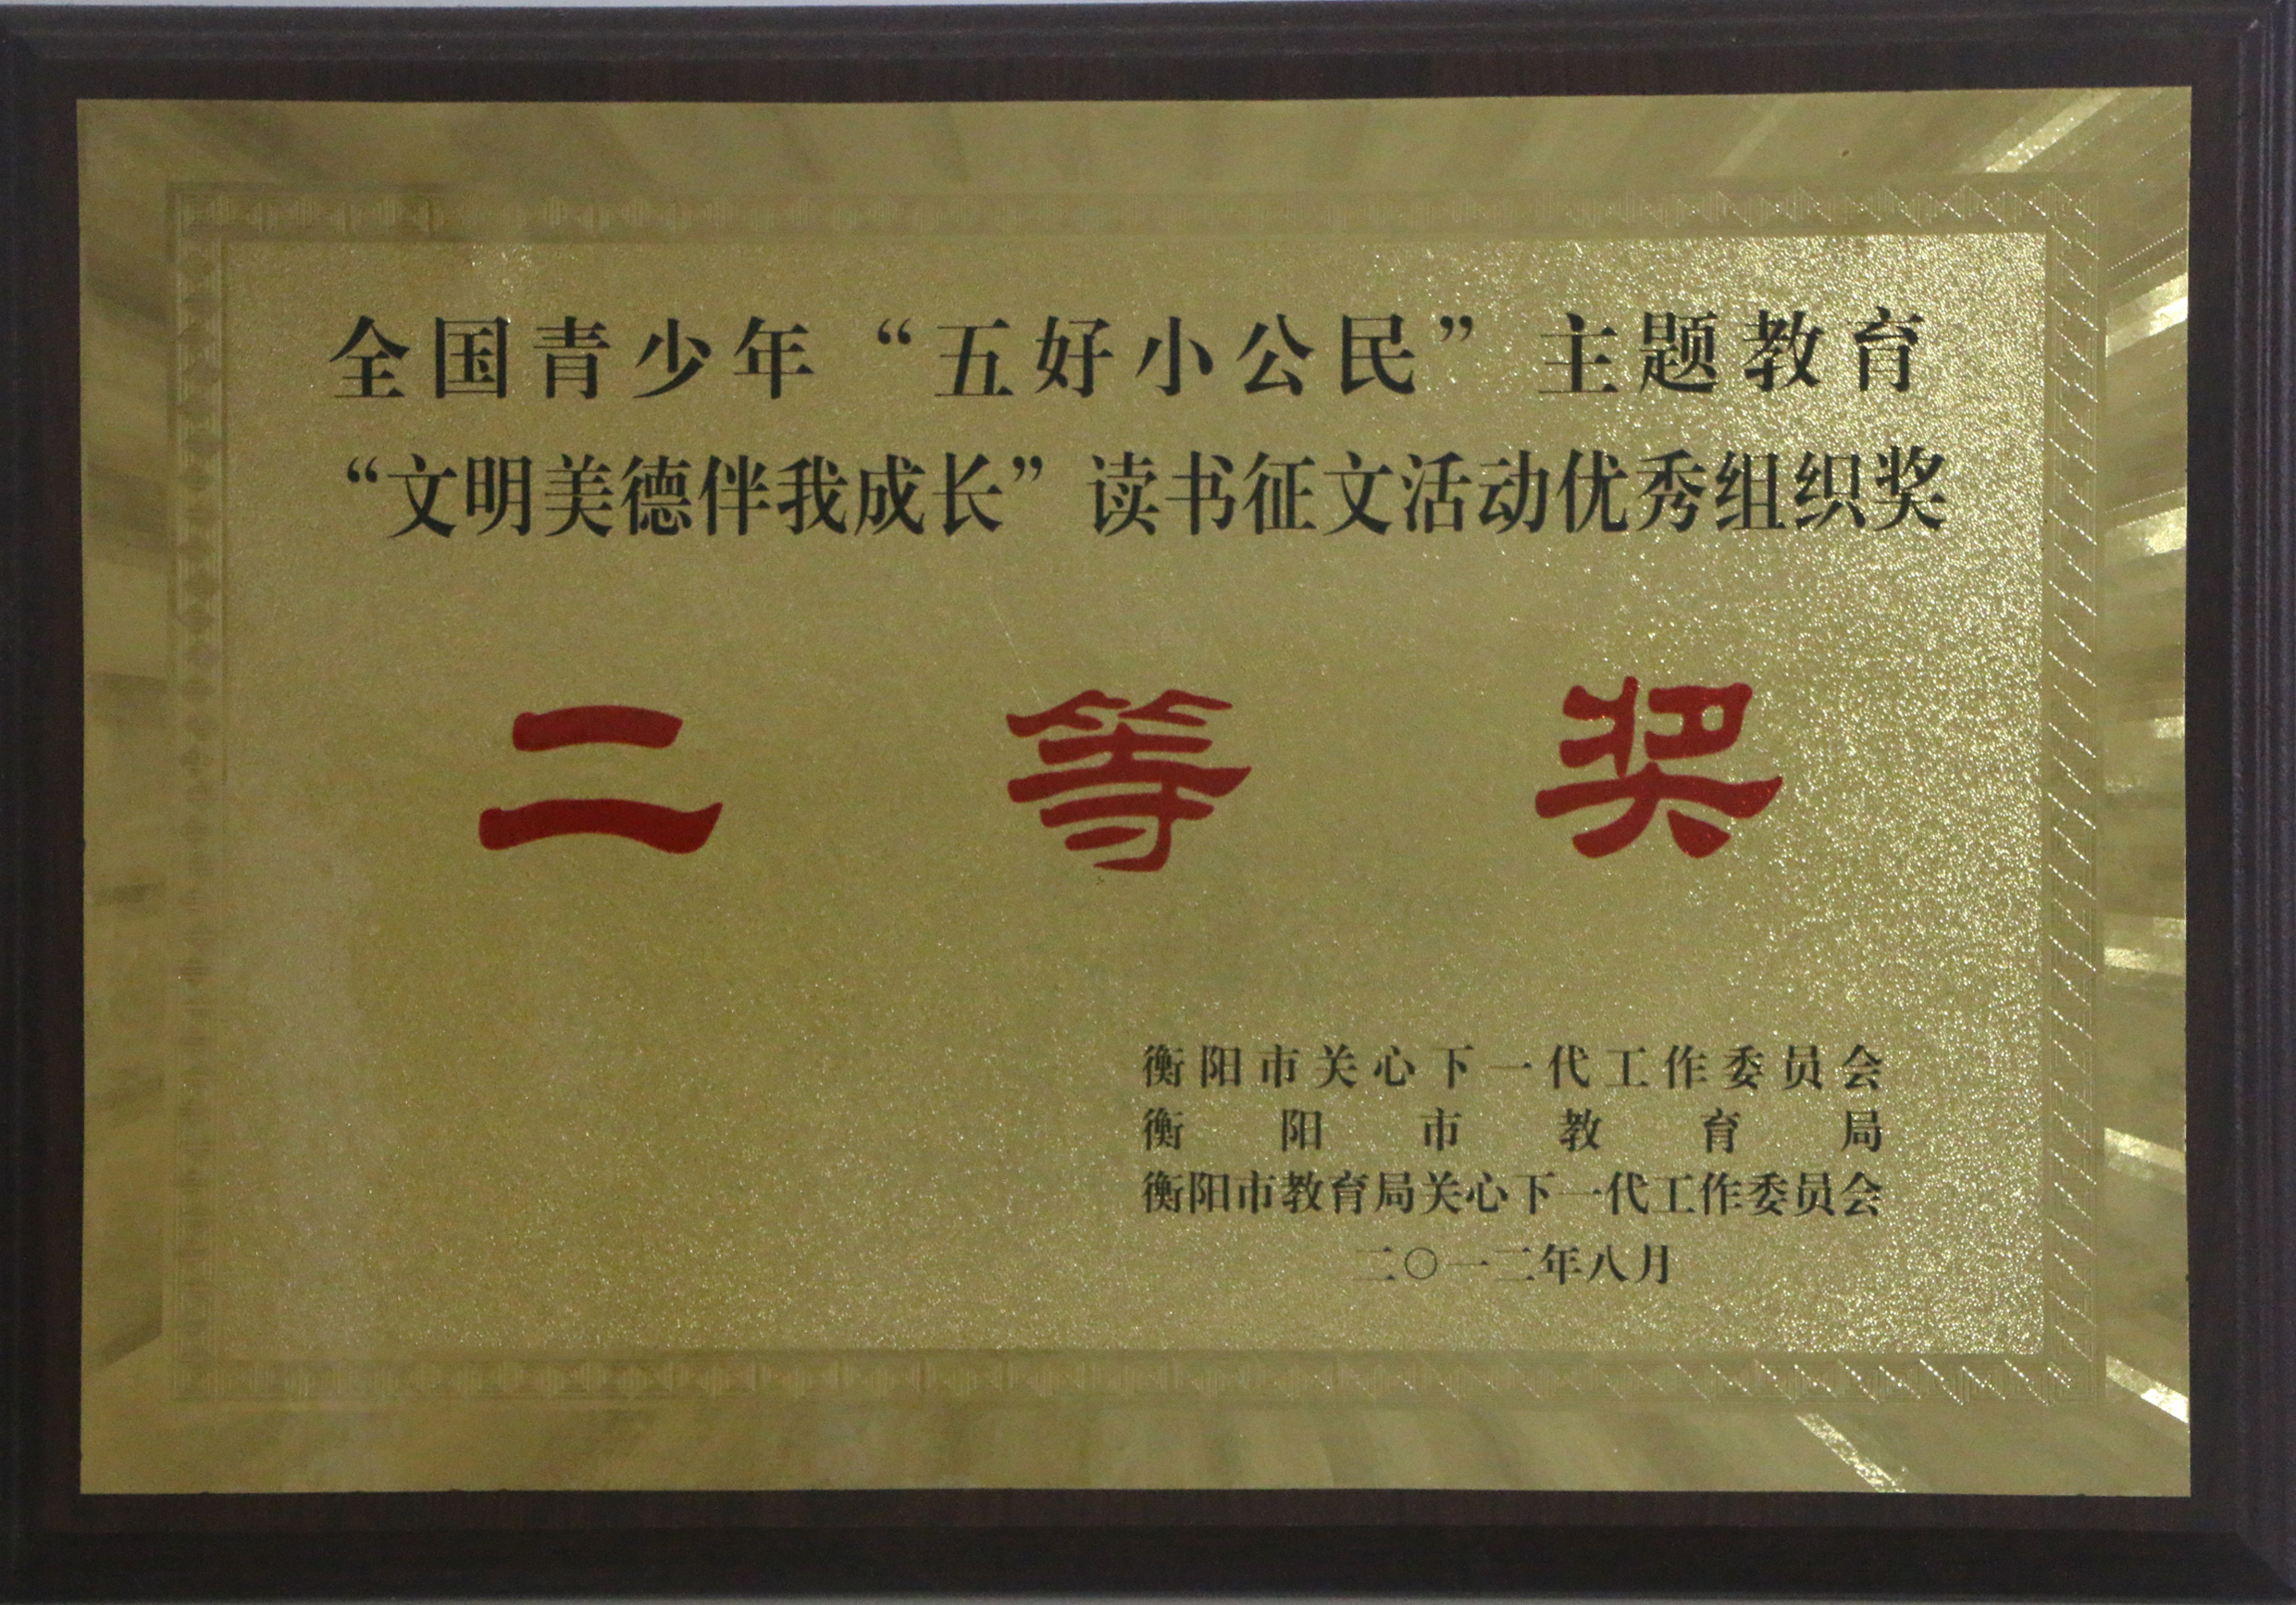 全国青少年“五好小公民”主题教育
“文明美德伴我成长”读书征文活动优秀组织奖
二等奖
衡阳市关心下一代工作委员会
衡阳市教育局
衡阳市教育局关心下一代工作委员会
二〇一二年八月